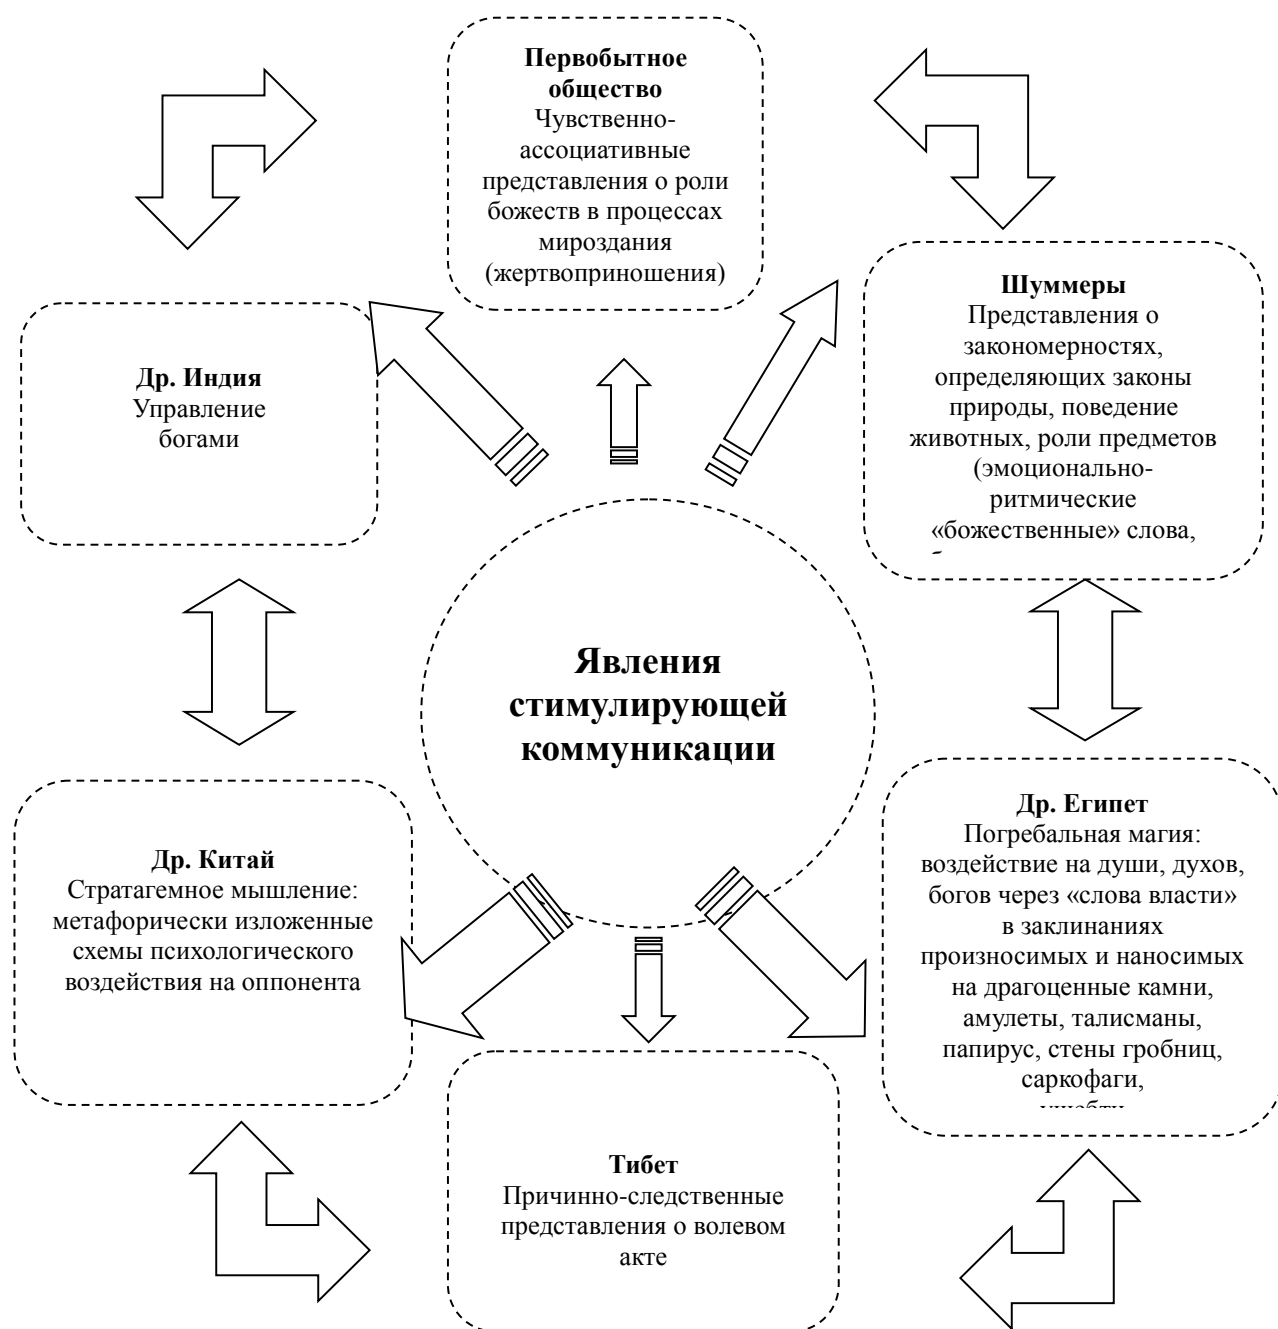 Первобытное
общество
Чувственно-
ассоциативные
представления о роли
божеств в процессах
мироздания
(жертвоприношения)
Шуммеры
Представления о
закономерностях,
определяющих законы
природы, поведение
животных, роли предметов
(эмоционально-
ритмические
«божественные» слова,
Др. Индия
Управление
богами
Явления
стимулирующей
коммуникации
Др. Китай
Стратагемное мышление:
метафорически изложенные
схемы психологического
воздействия на оппонента
Др. Египет
Погребальная магия:
воздействие на души, духов,
богов через «слова власти»
в заклинаниях
произносимых и наносимых
на драгоценные камни,
амулеты, талисманы,
папирус, стены гробниц,
саркофаги,
Тибет
Причинно-следственные
представления о волевом
акте